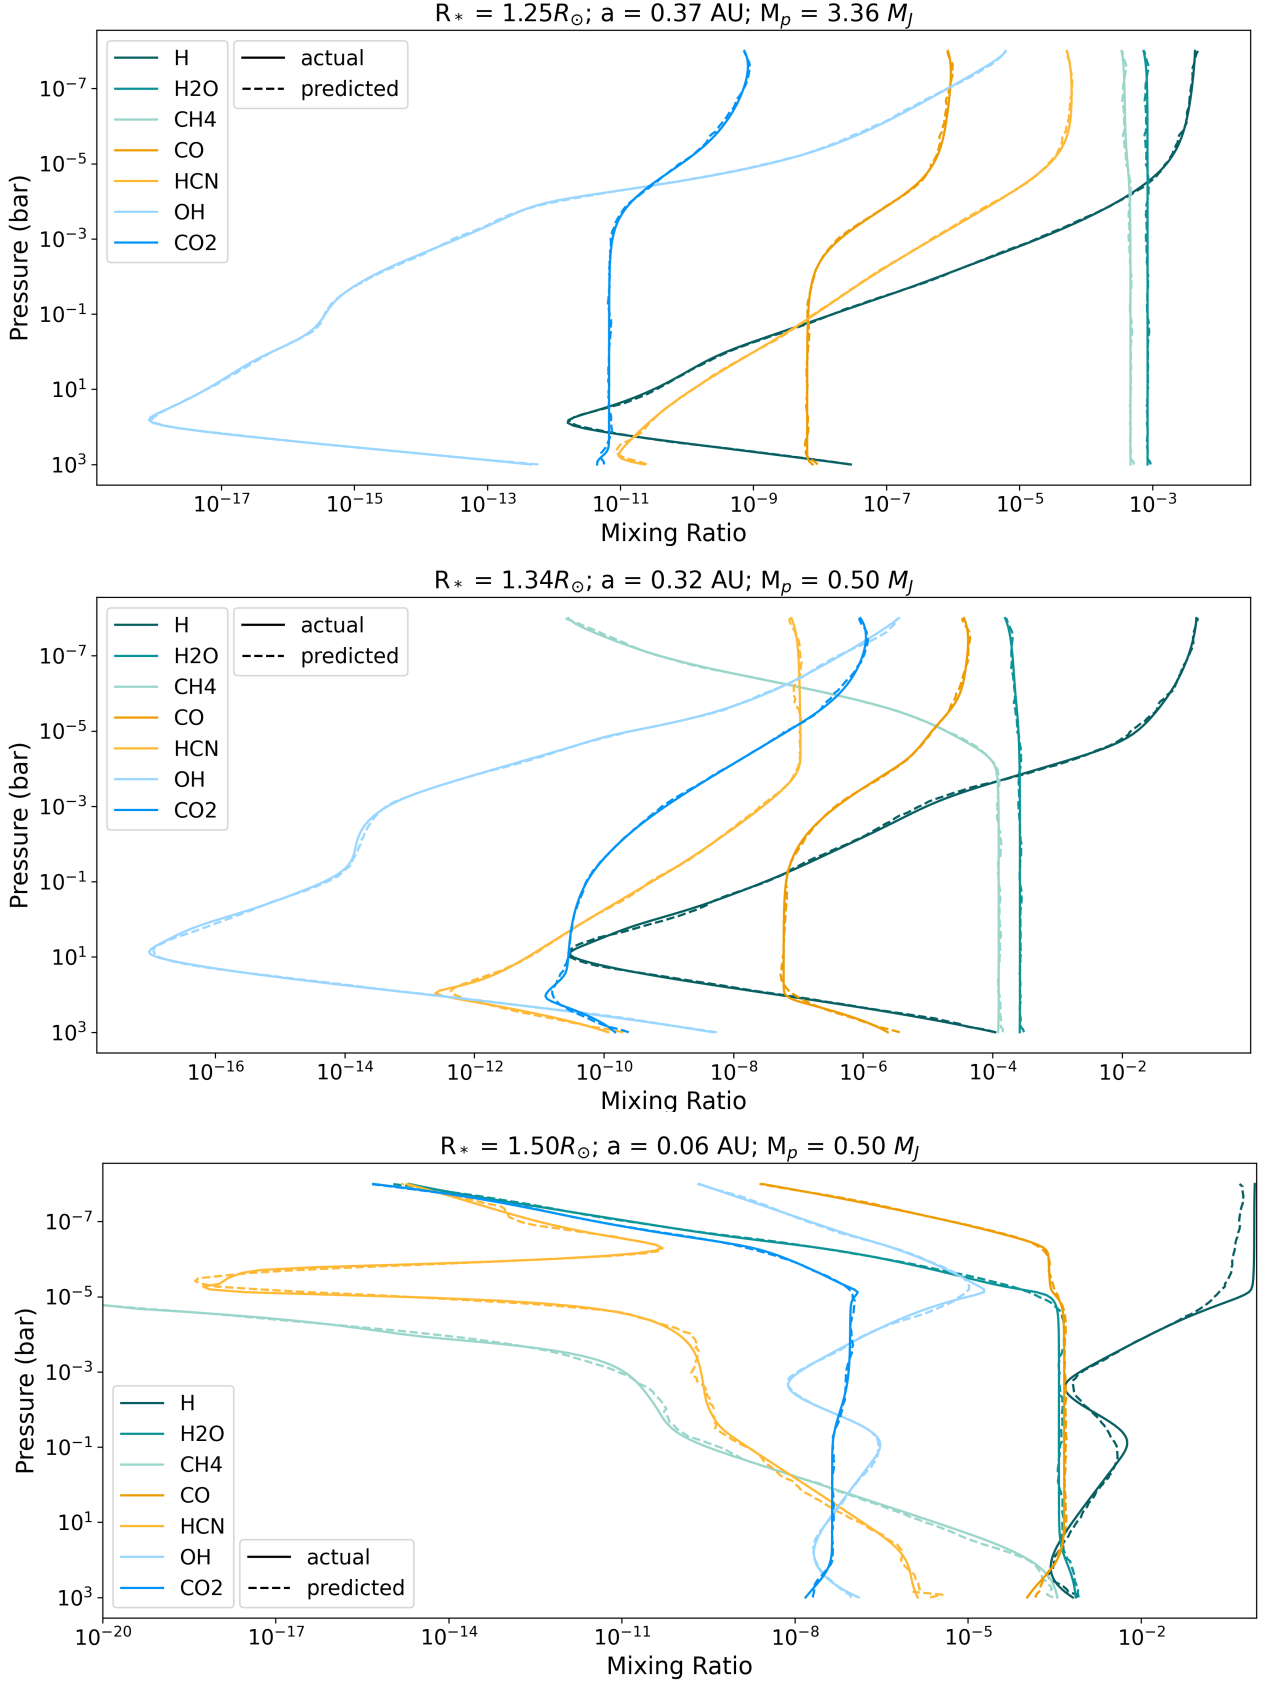 R* = 1.25R⊙; a = 0.37 AU; Mp = 3.36 MJ
H
H2O
CH4
CO
HCN
OH
CO2
actual
predicted
Pressure (bar)
10⁻⁷
10⁻⁵
10⁻³
10⁻¹
10¹
10³
10⁻¹⁷ 10⁻¹⁵ 10⁻¹³ 10⁻¹¹ 10⁻⁹ 10⁻⁷ 10⁻⁵ 10⁻³
Mixing Ratio
R* = 1.34R⊙; a = 0.32 AU; Mp = 0.50 MJ
H
H2O
CH4
CO
HCN
OH
CO2
actual
predicted
Pressure (bar)
10⁻⁷
10⁻⁵
10⁻³
10⁻¹
10¹
10³
10⁻¹⁶ 10⁻¹⁴ 10⁻¹² 10⁻¹⁰ 10⁻⁸ 10⁻⁶ 10⁻⁴ 10⁻²
Mixing Ratio
R* = 1.50R⊙; a = 0.06 AU; Mp = 0.50 MJ
Pressure (bar)
10⁻⁷
10⁻⁵
10⁻³
10⁻¹
10¹
10³
H
H2O
CH4
CO
HCN
OH
CO2
actual
predicted
10⁻²⁰ 10⁻¹⁷ 10⁻¹⁴ 10⁻¹¹ 10⁻⁸ 10⁻⁵ 10⁻²
Mixing Ratio